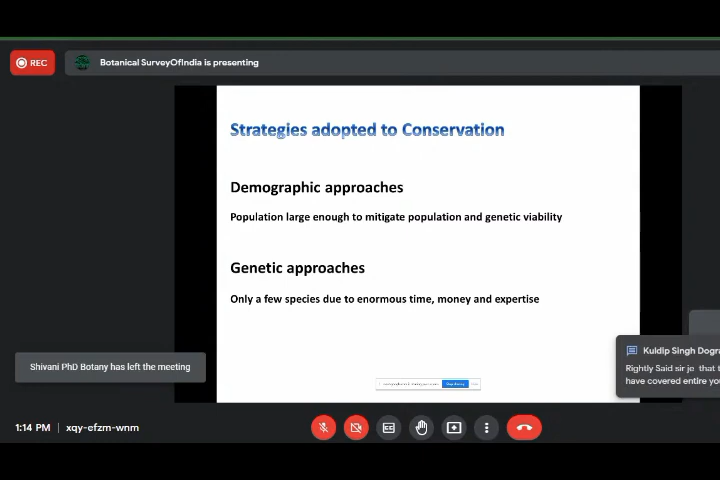 REC
Botanical SurveyOfIndia is presenting
Strategies adopted to Conservation
Demographic approaches
Population large enough to mitigate population and genetic viability
Genetic approaches
Only a few species due to enormous time, money and expertise
Shivani PhD Botany has left the meeting
Kuldip Singh Dogra
Rightly Said sir je that t
have covered entire yo
1:14 PM | xqy-efzm-wnm